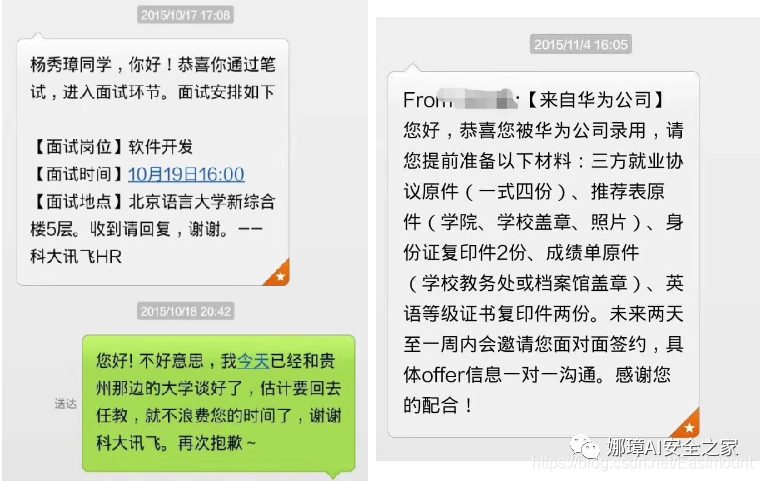 2015/10/17 17:08
杨秀璋同学，你好！恭喜你通过笔
试，进入面试环节。面试安排如下
【面试岗位】软件开发
【面试时间】10月19日16:00
【面试地点】北京语言大学新综合
楼5层。收到请回复，谢谢。——
科大讯飞HR
2015/10/18 20:42
您好! 不好意思，我今天已经和贵
州那边的大学谈好了，估计要回去
任教，就不浪费您的时间了，谢谢
科大讯飞。再次抱歉~
送达
2015/11/4 16:05
From :【来自华为公司】
您好，恭喜您被华为公司录用，请
您提前准备以下材料：三方就业协
议原件（一式四份）、推荐表原
件（学院、学校盖章、照片）、身
份证复印件2份、成绩单原件
（学校教务处或档案馆盖章）、英
语等级证书复印件两份。未来两天
至一周内会邀请您面对面签约，具
体offer信息一对一沟通。感谢您
的配合！
娜璋AI安全之家
https://blog.csdn.net/Eastmount